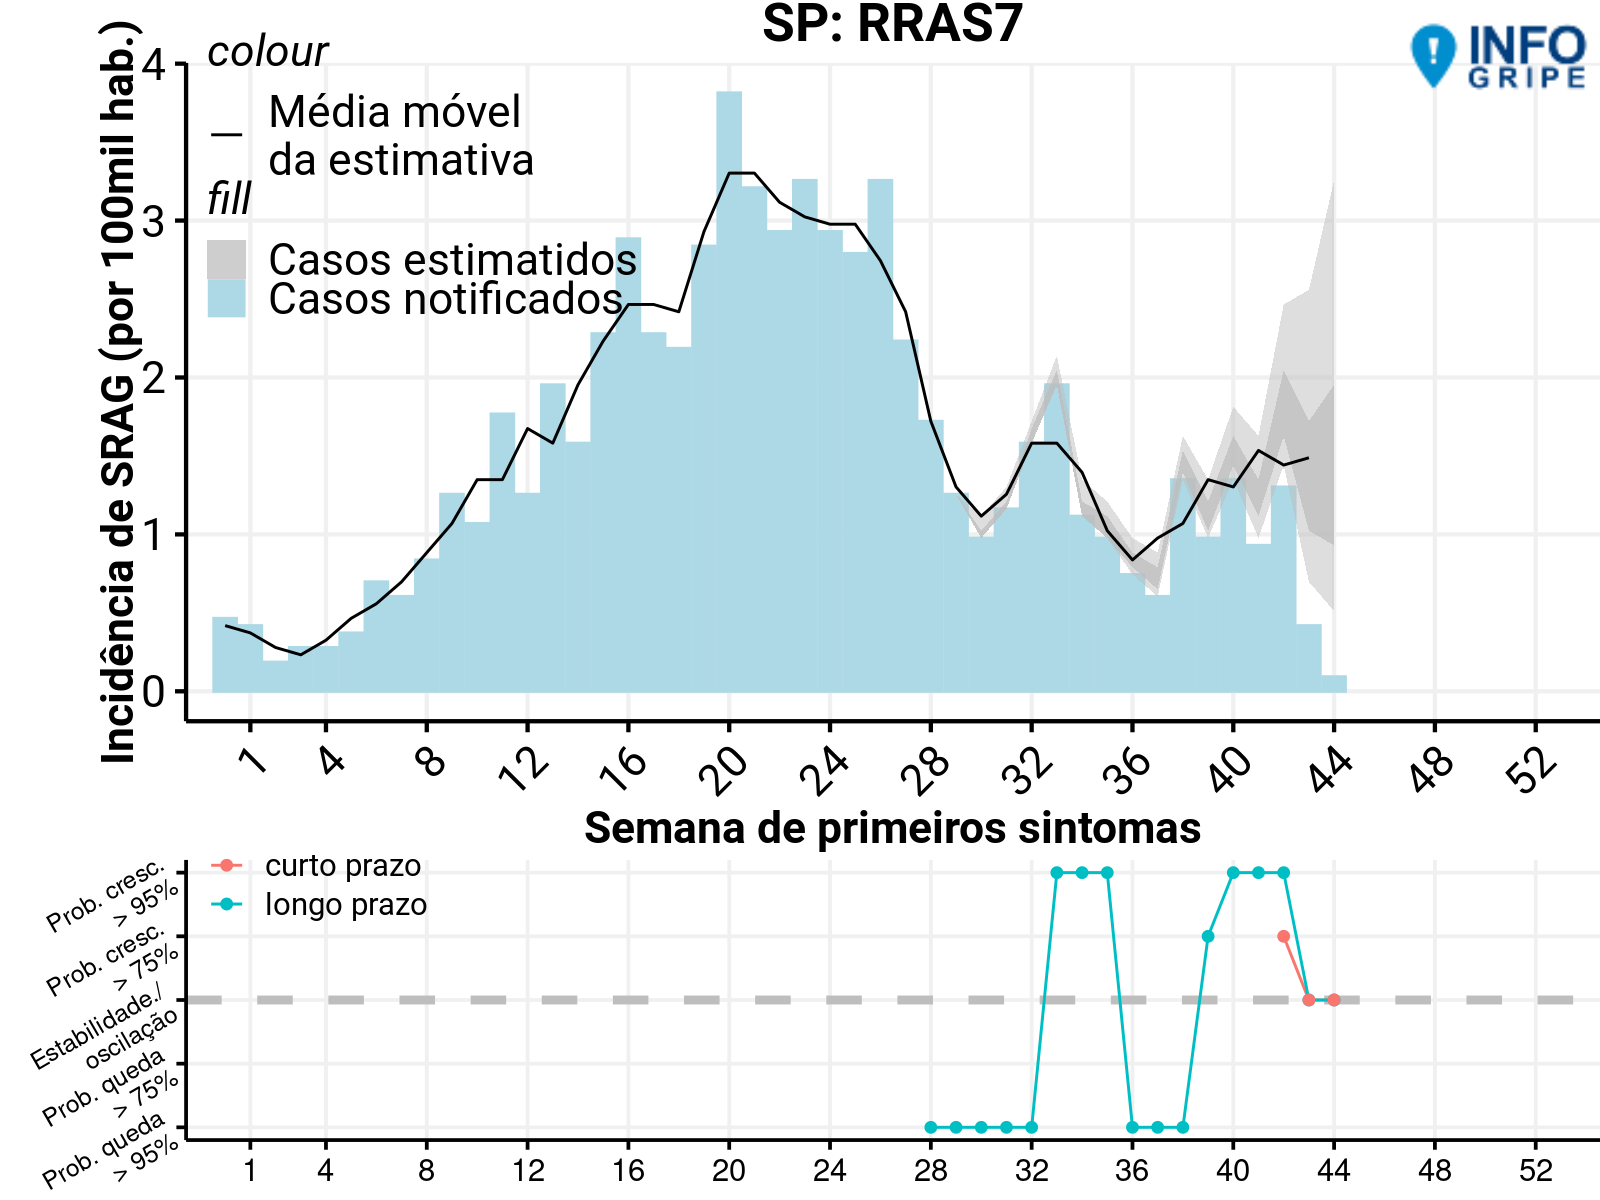 SP: RRAS7
INFO
GRIPE
Incidência de SRAG (por 100mil hab.)
colour
Média móvel
da estimativa
fill
Casos estimatidos
Casos notificados
4
3
2
1
0
1 4 8 12 16 20 24 28 32 36 40 44 48 52
Semana de primeiros sintomas
curto prazo
longo prazo
Prob. cresc.
> 95%
Prob. cresc.
> 75%
Estabilidade./
oscilação
Prob. queda
> 75%
Prob. queda
> 95%
1 4 8 12 16 20 24 28 32 36 40 44 48 52